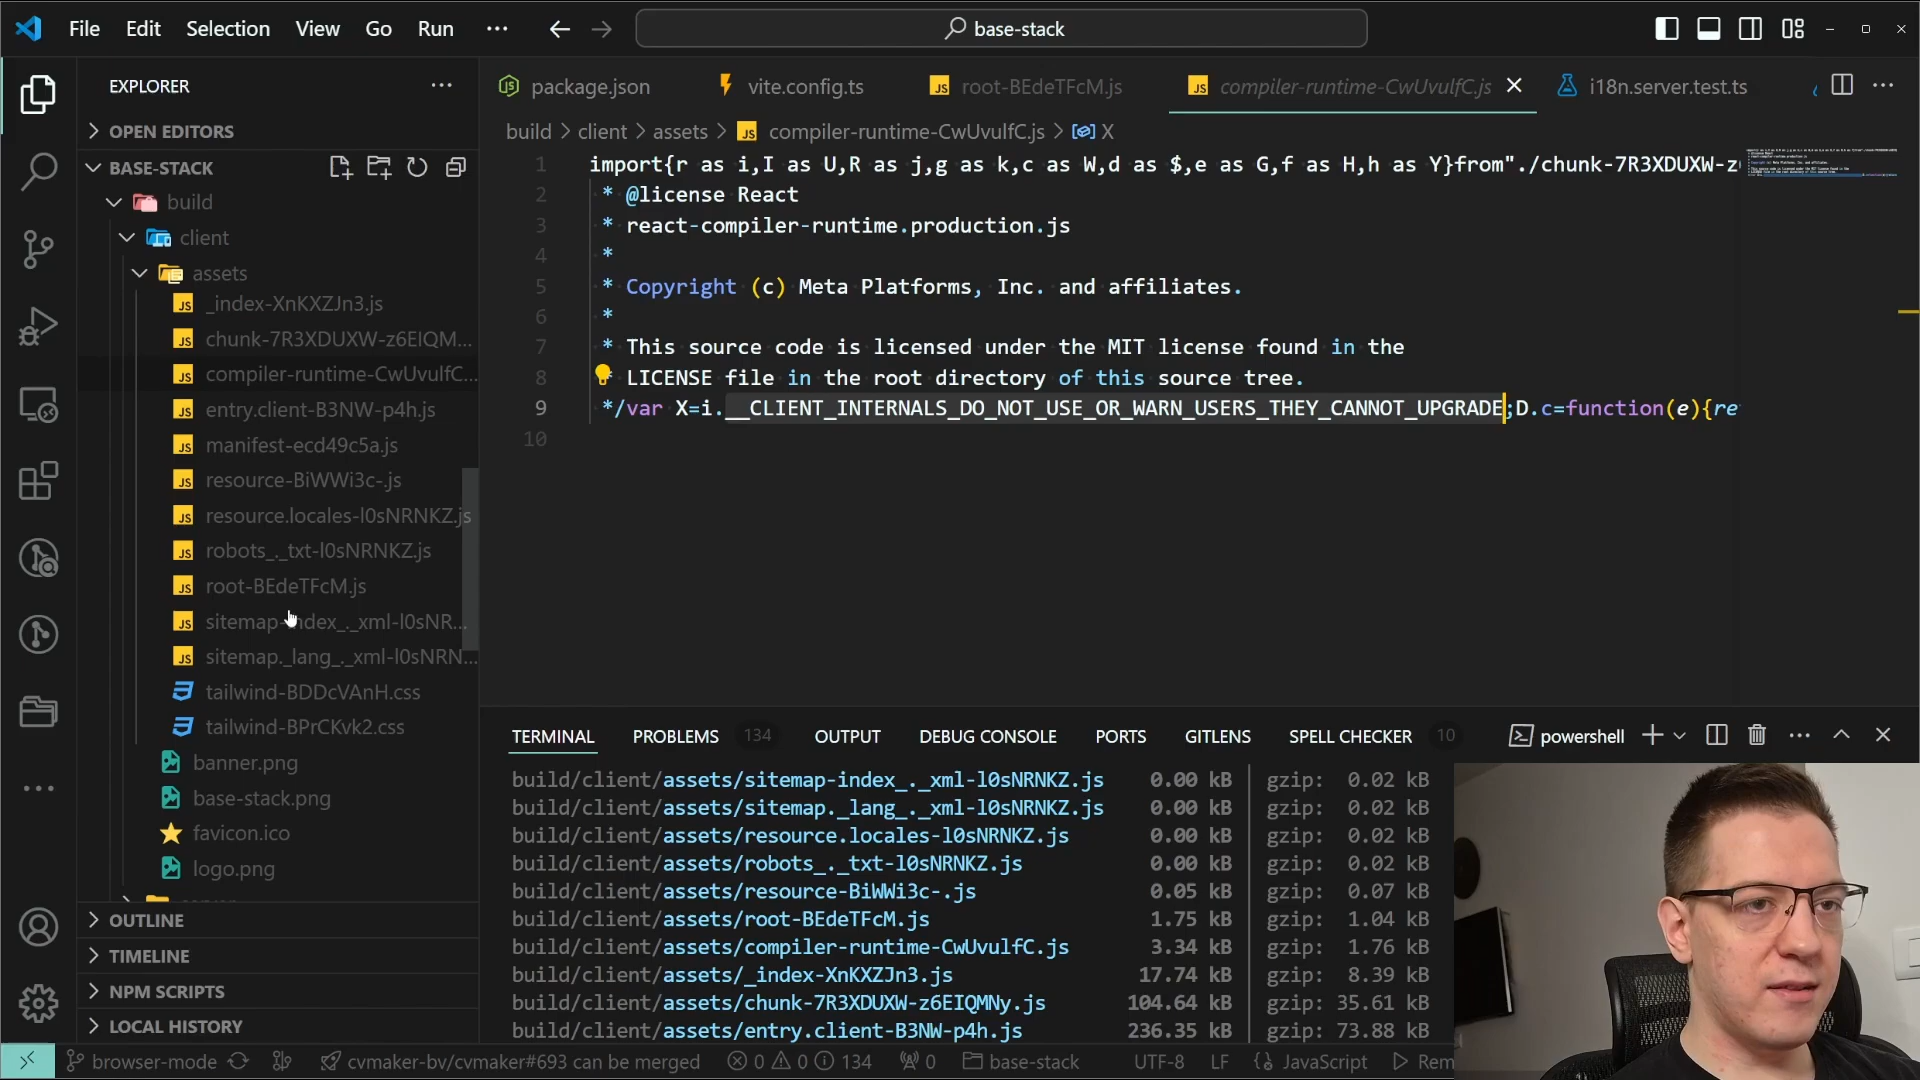 File Edit Selection View Go Run ··· base-stack
EXPLORER ···
OPEN EDITORS
BASE-STACK
build
client
assets
_index-XnKXZJn3.js
chunk-7R3XDUXW-z6EIQM...
compiler-runtime-CwUvulfC...
entry.client-B3NW-p4h.js
manifest-ecd49c5a.js
resource-BiWWi3c-.js
resource.locales-l0sNRNKZ.js
robots_._txt-l0sNRNKZ.js
root-BEdeTFcM.js
sitemap-index_._xml-l0sNR...
sitemap._lang_._xml-l0sNRN...
tailwind-BDDcVAnH.css
tailwind-BPrCKvk2.css
banner.png
base-stack.png
favicon.ico
logo.png
OUTLINE
TIMELINE
NPM SCRIPTS
LOCAL HISTORY
package.json vite.config.ts root-BEdeTFcM.js compiler-runtime-CwUvulfC.js i18n.server.test.ts
build > client > assets > compiler-runtime-CwUvulfC.js > X
1 import{r as i,I as U,R as j,g as k,c as W,d as $,e as G,f as H,h as Y}from"./chunk-7R3XDUXW-z
2 * @license React
3 * react-compiler-runtime.production.js
4 *
5 * Copyright (c) Meta Platforms, Inc. and affiliates.
6 *
7 * This source code is licensed under the MIT license found in the
8 * LICENSE file in the root directory of this source tree.
9 */var X=i.__CLIENT_INTERNALS_DO_NOT_USE_OR_WARN_USERS_THEY_CANNOT_UPGRADE;D.c=function(e){re
10
TERMINAL PROBLEMS 134 OUTPUT DEBUG CONSOLE PORTS GITLENS SPELL CHECKER 10 powershell
build/client/assets/sitemap-index_._xml-l0sNRNKZ.js 0.00 kB │ gzip: 0.02 kB
build/client/assets/sitemap._lang_._xml-l0sNRNKZ.js 0.00 kB │ gzip: 0.02 kB
build/client/assets/resource.locales-l0sNRNKZ.js 0.00 kB │ gzip: 0.02 kB
build/client/assets/robots_._txt-l0sNRNKZ.js 0.00 kB │ gzip: 0.02 kB
build/client/assets/resource-BiWWi3c-.js 0.05 kB │ gzip: 0.07 kB
build/client/assets/root-BEdeTFcM.js 1.75 kB │ gzip: 1.04 kB
build/client/assets/compiler-runtime-CwUvulfC.js 3.34 kB │ gzip: 1.76 kB
build/client/assets/_index-XnKXZJn3.js 17.74 kB │ gzip: 8.39 kB
build/client/assets/chunk-7R3XDUXW-z6EIQMNy.js 104.64 kB │ gzip: 35.61 kB
build/client/assets/entry.client-B3NW-p4h.js 236.35 kB │ gzip: 73.88 kB
browser-mode cvmaker-bv/cvmaker#693 can be merged 0 0 134 0 base-stack UTF-8 LF JavaScript Rem